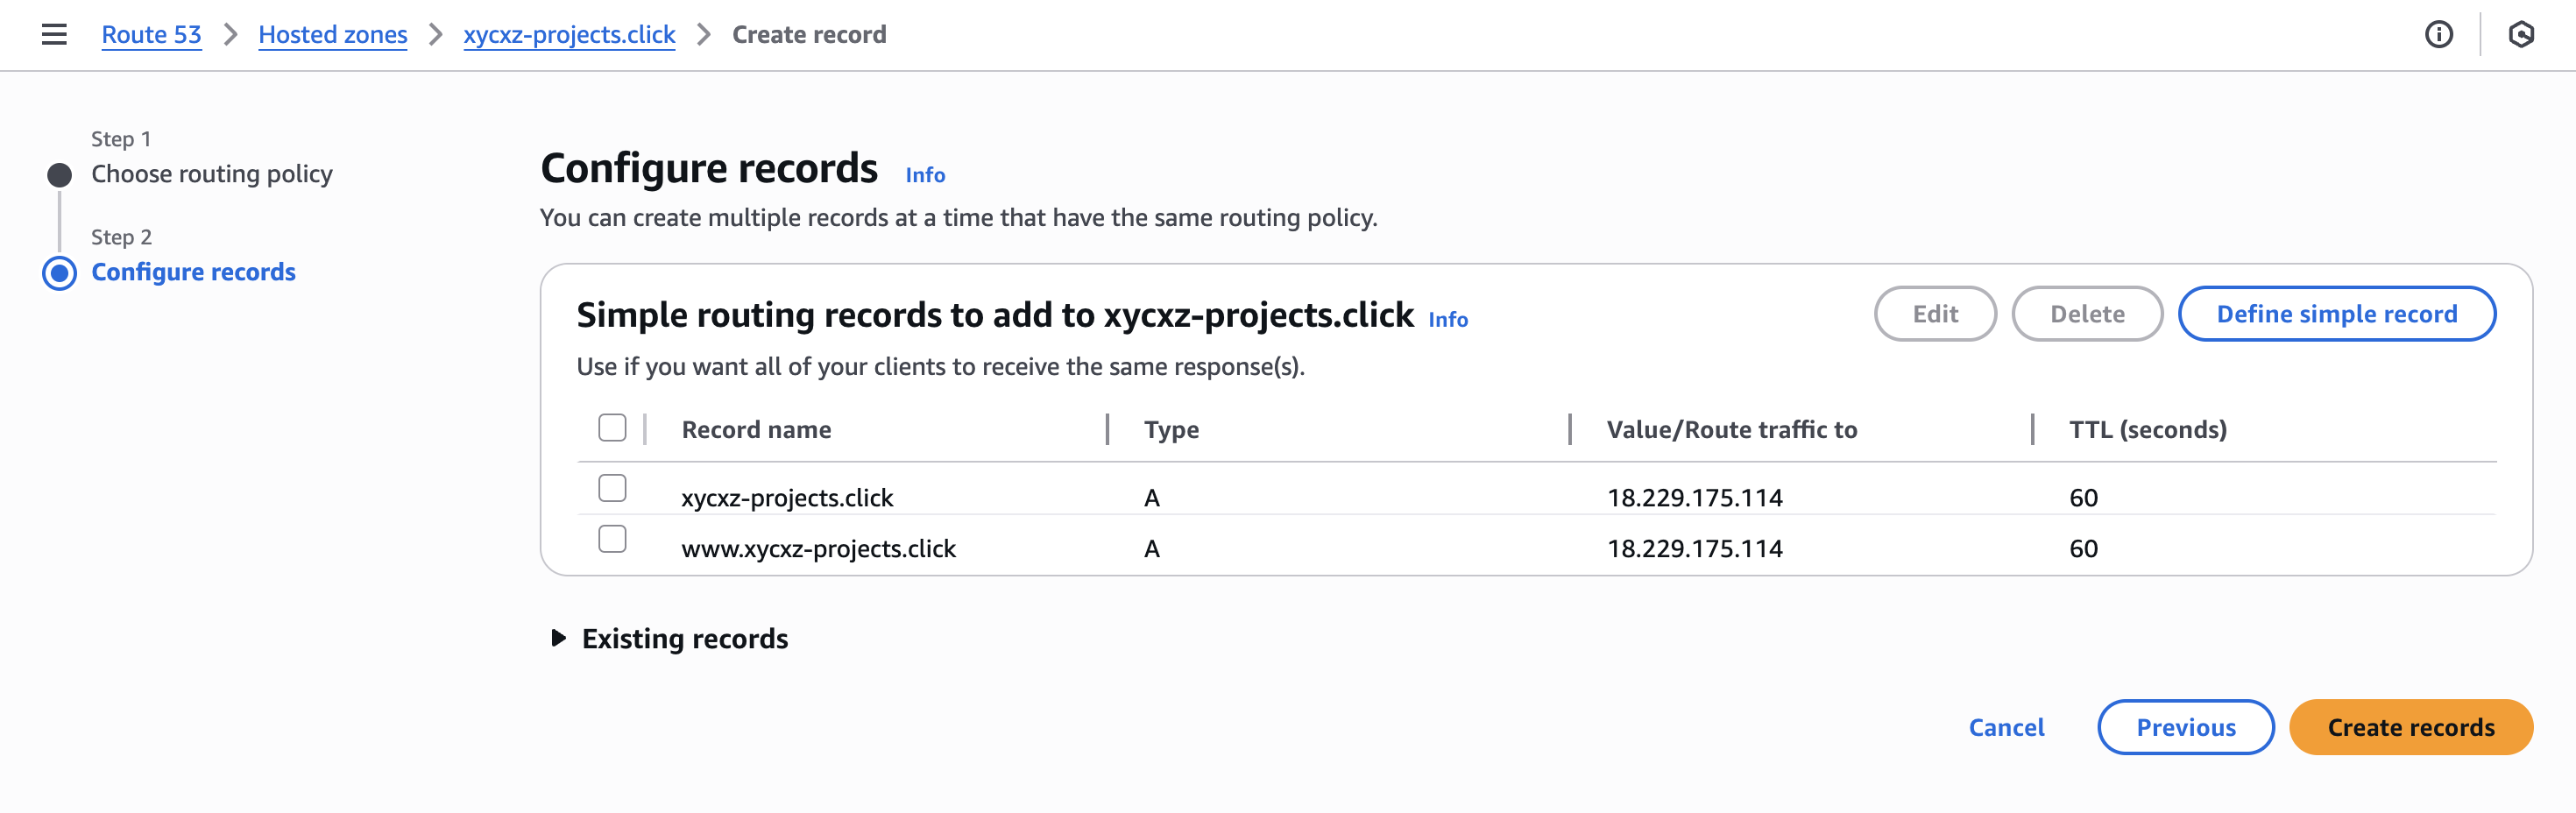 Route 53 > Hosted zones > xycxz-projects.click > Create record
Step 1
Choose routing policy
Step 2
Configure records
Configure records Info
You can create multiple records at a time that have the same routing policy.
Simple routing records to add to xycxz-projects.click Info
Edit Delete Define simple record
Use if you want all of your clients to receive the same response(s).
Record name Type Value/Route traffic to TTL (seconds)
xycxz-projects.click A 18.229.175.114 60
www.xycxz-projects.click A 18.229.175.114 60
Existing records
Cancel Previous Create records